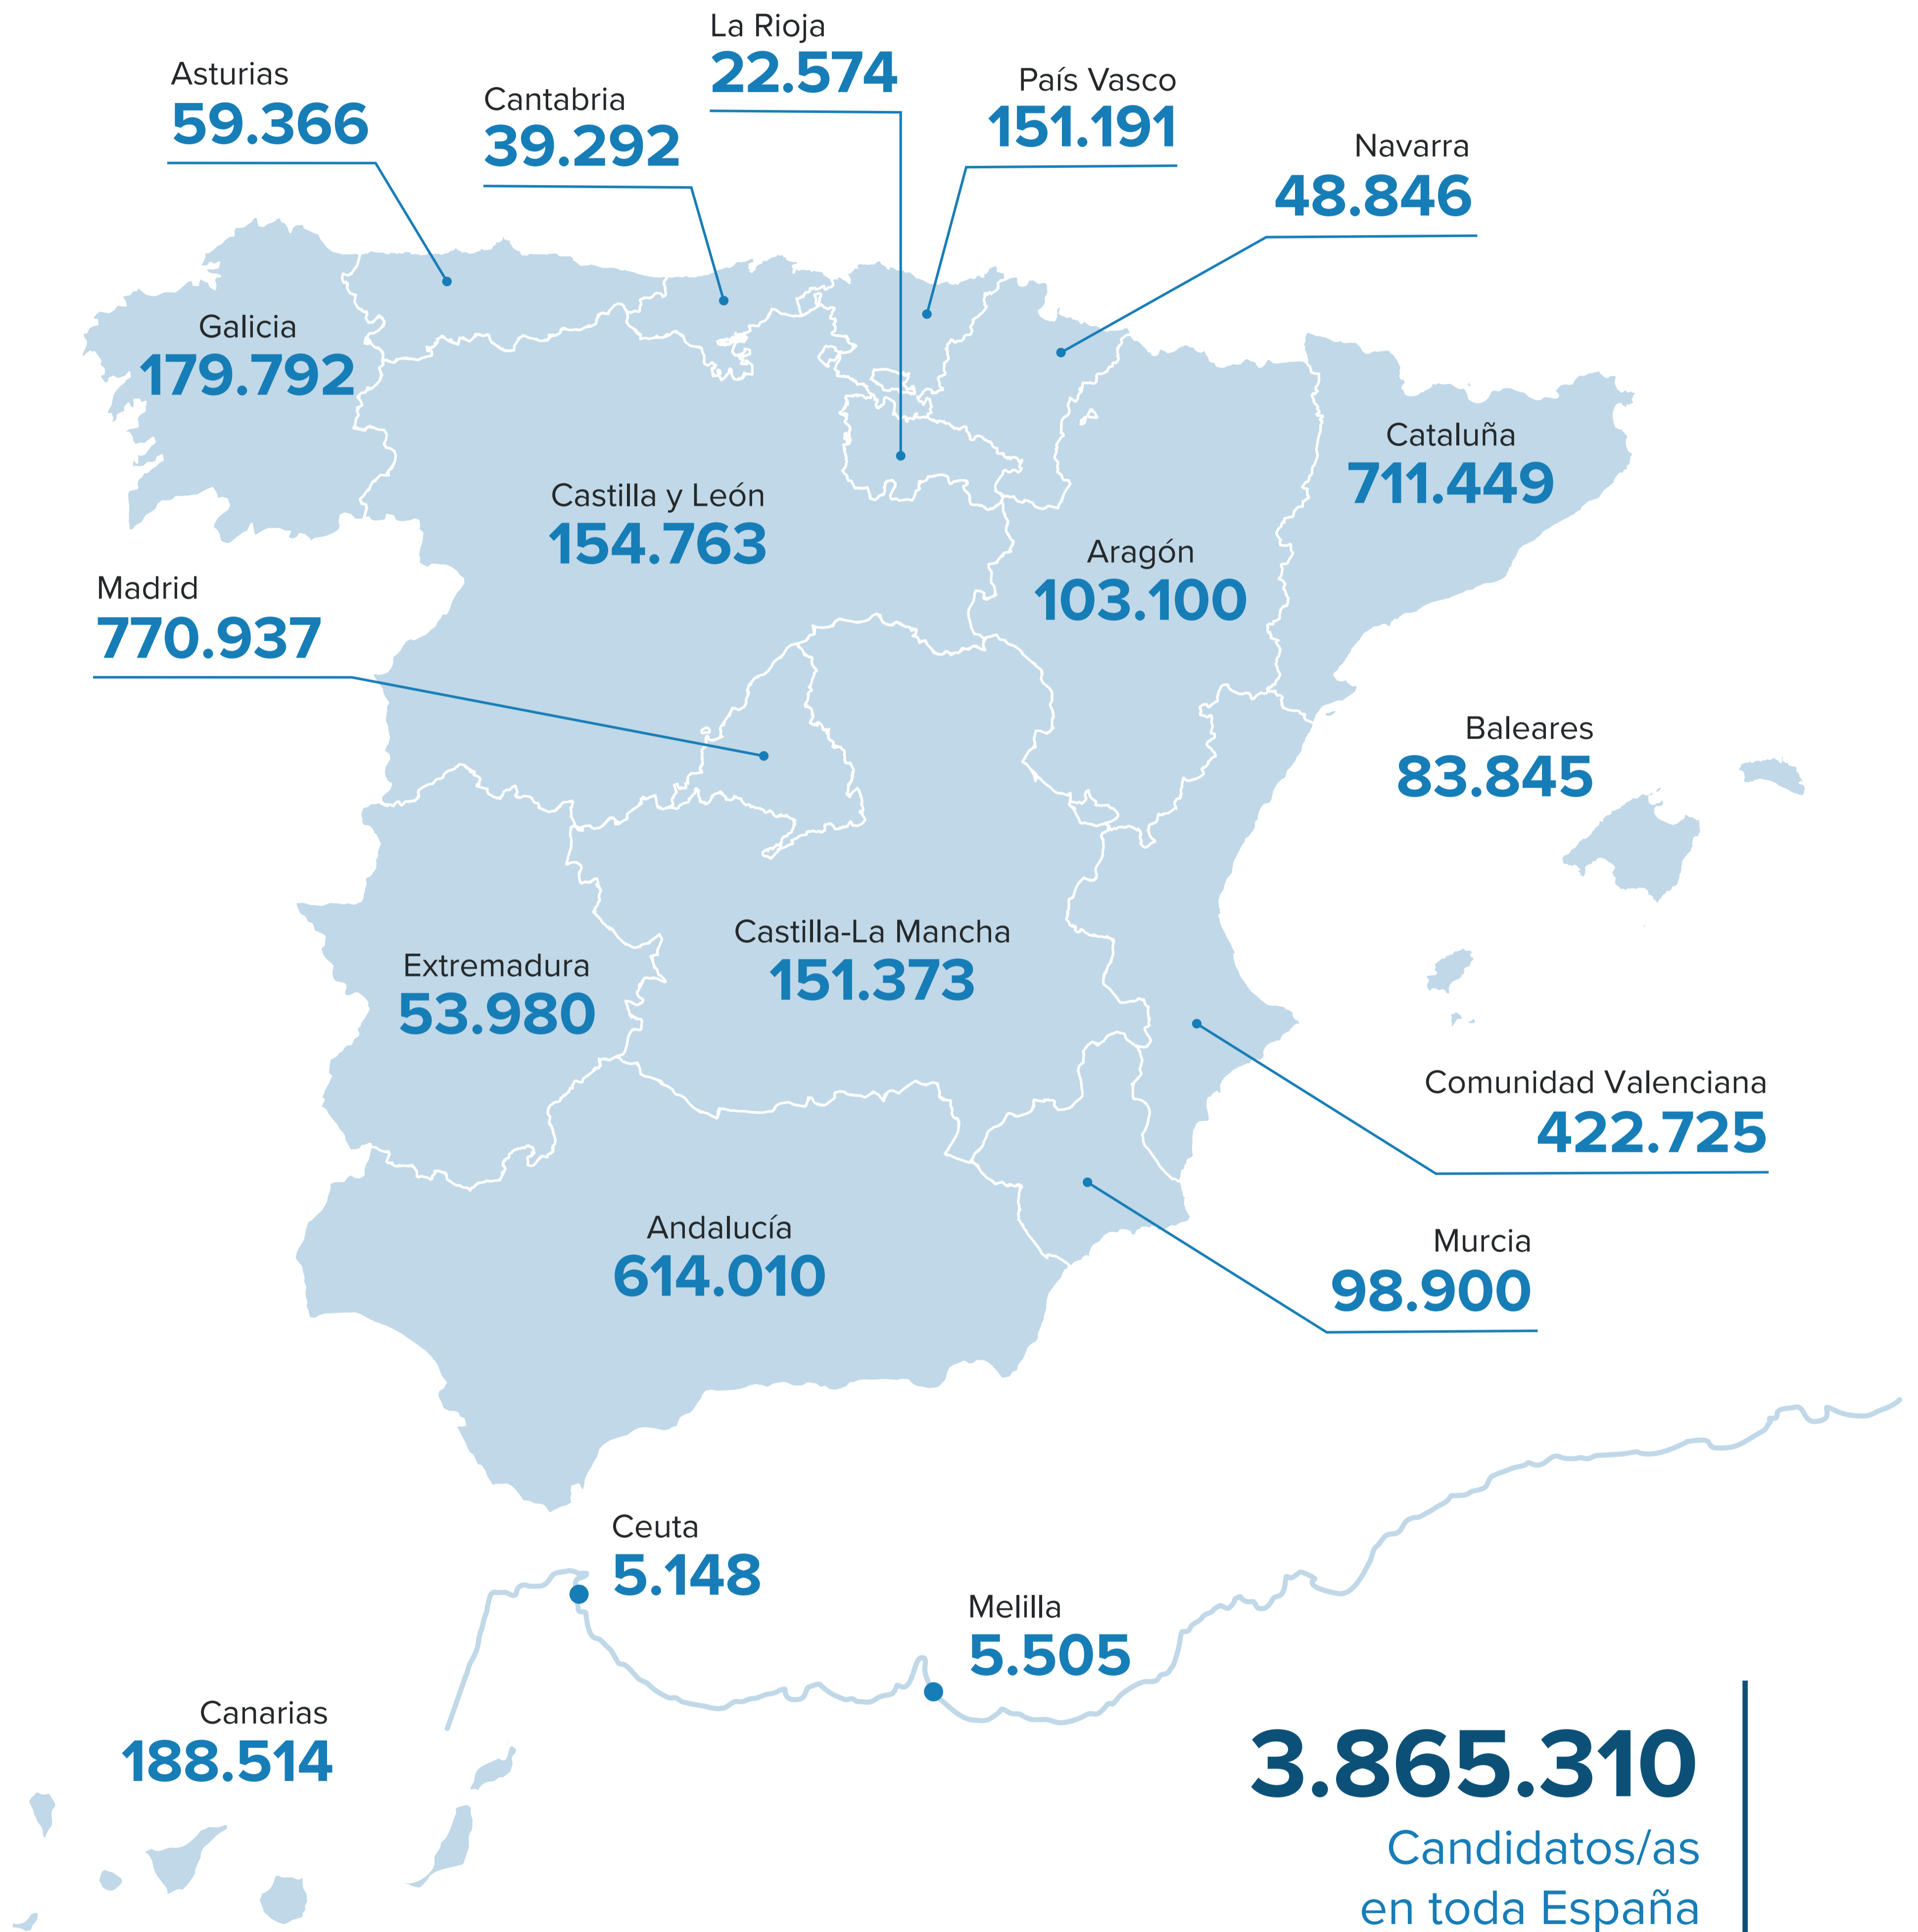 La Rioja
22.574
Asturias
59.366
Cantabria
39.292
País Vasco
151.191
Navarra
48.846
Galicia
179.792
Cataluña
711.449
Castilla y León
154.763
Aragón
103.100
Madrid
770.937
Baleares
83.845
Castilla-La Mancha
151.373
Extremadura
53.980
Comunidad Valenciana
422.725
Andalucía
614.010
Murcia
98.900
Ceuta
5.148
Melilla
5.505
Canarias
188.514
3.865.310
Candidatos/as
en toda España